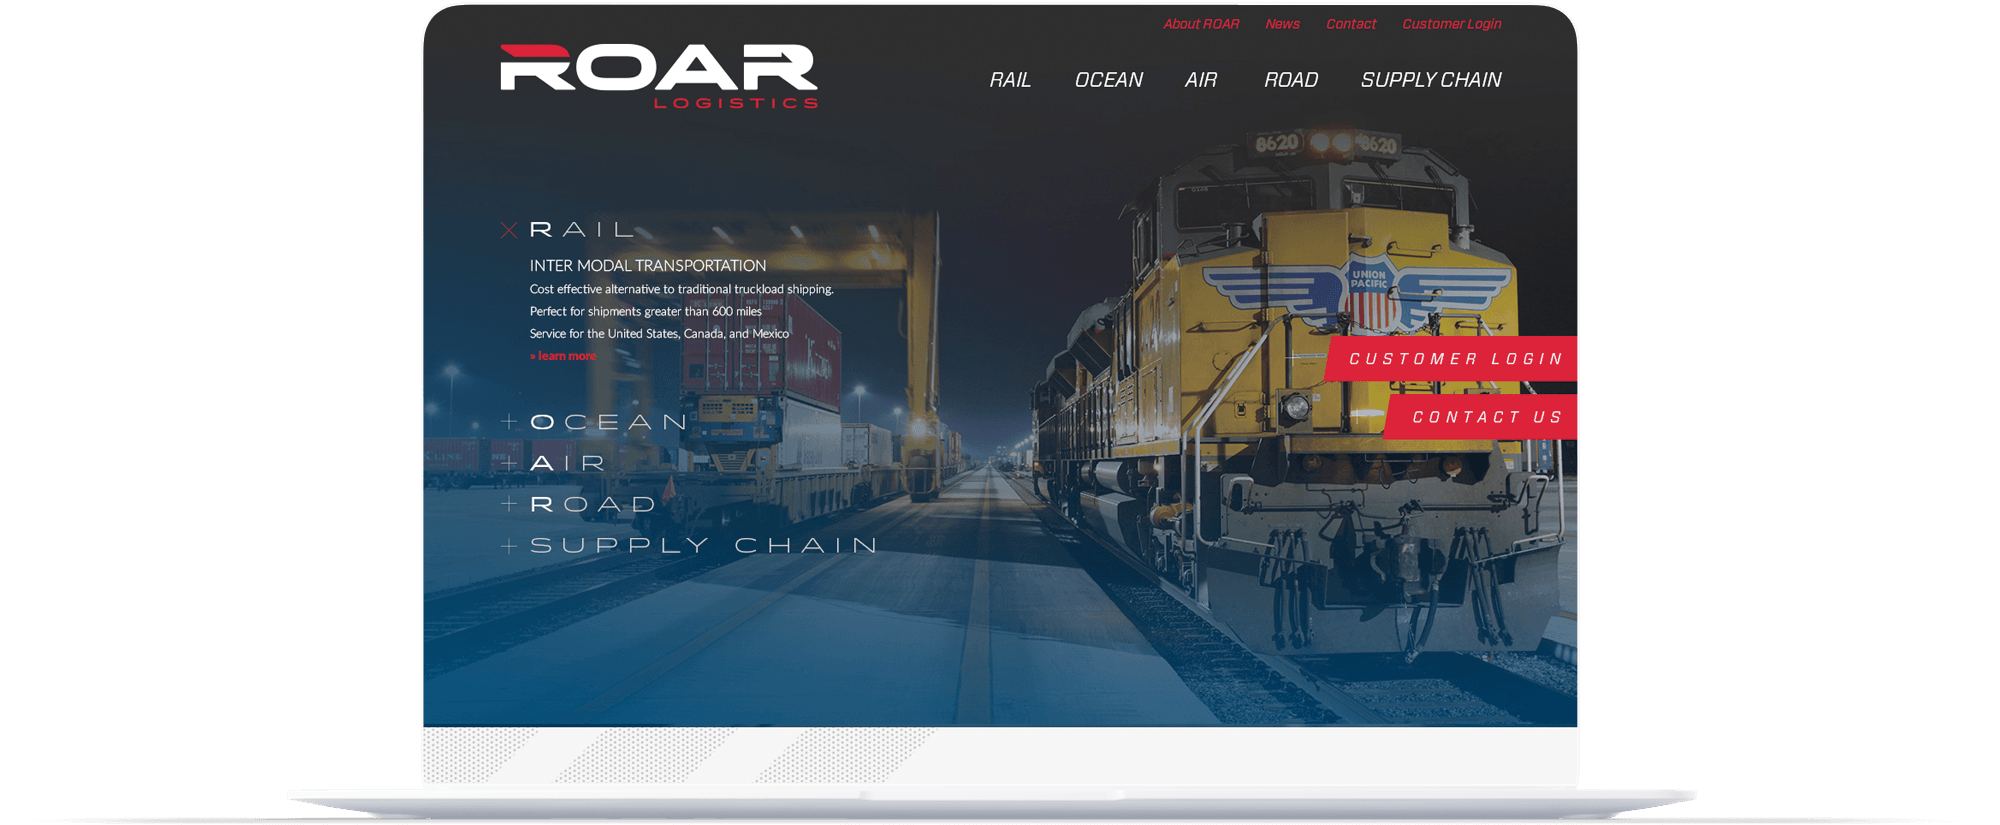 About ROAR News Contact Customer Login
ROAR
LOGISTICS
RAIL OCEAN AIR ROAD SUPPLY CHAIN
8620 8620
RAIL
INTER MODAL TRANSPORTATION
Cost effective alternative to traditional truckload shipping.
Perfect for shipments greater than 600 miles
Service for the United States, Canada, and Mexico
» learn more
UNION
PACIFIC
CUSTOMER LOGIN
CONTACT US
OCEAN
AIR
ROAD
SUPPLY CHAIN